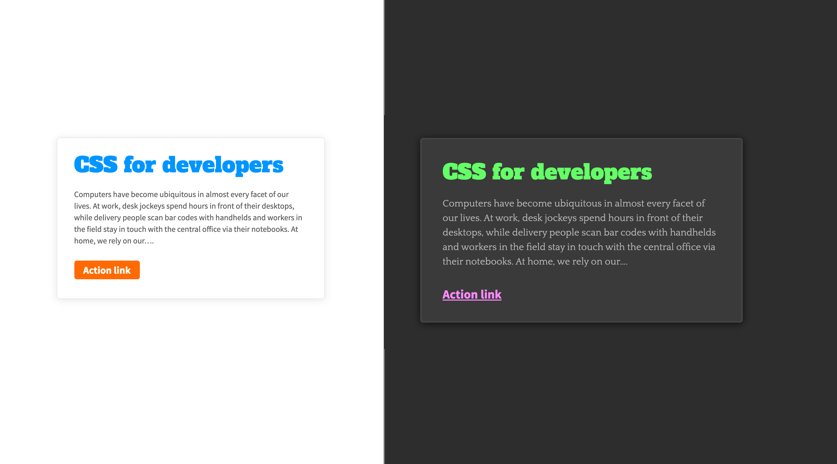 CSS for developers
Computers have become ubiquitous in almost every facet of our
lives. At work, desk jockeys spend hours in front of their desktops,
while delivery people scan bar codes with handhelds and workers in
the field stay in touch with the central office via their notebooks. At
home, we rely on our….
Action link
CSS for developers
Computers have become ubiquitous in almost every facet of
our lives. At work, desk jockeys spend hours in front of their
desktops, while delivery people scan bar codes with handhelds
and workers in the field stay in touch with the central office via
their notebooks. At home, we rely on our...
Action link